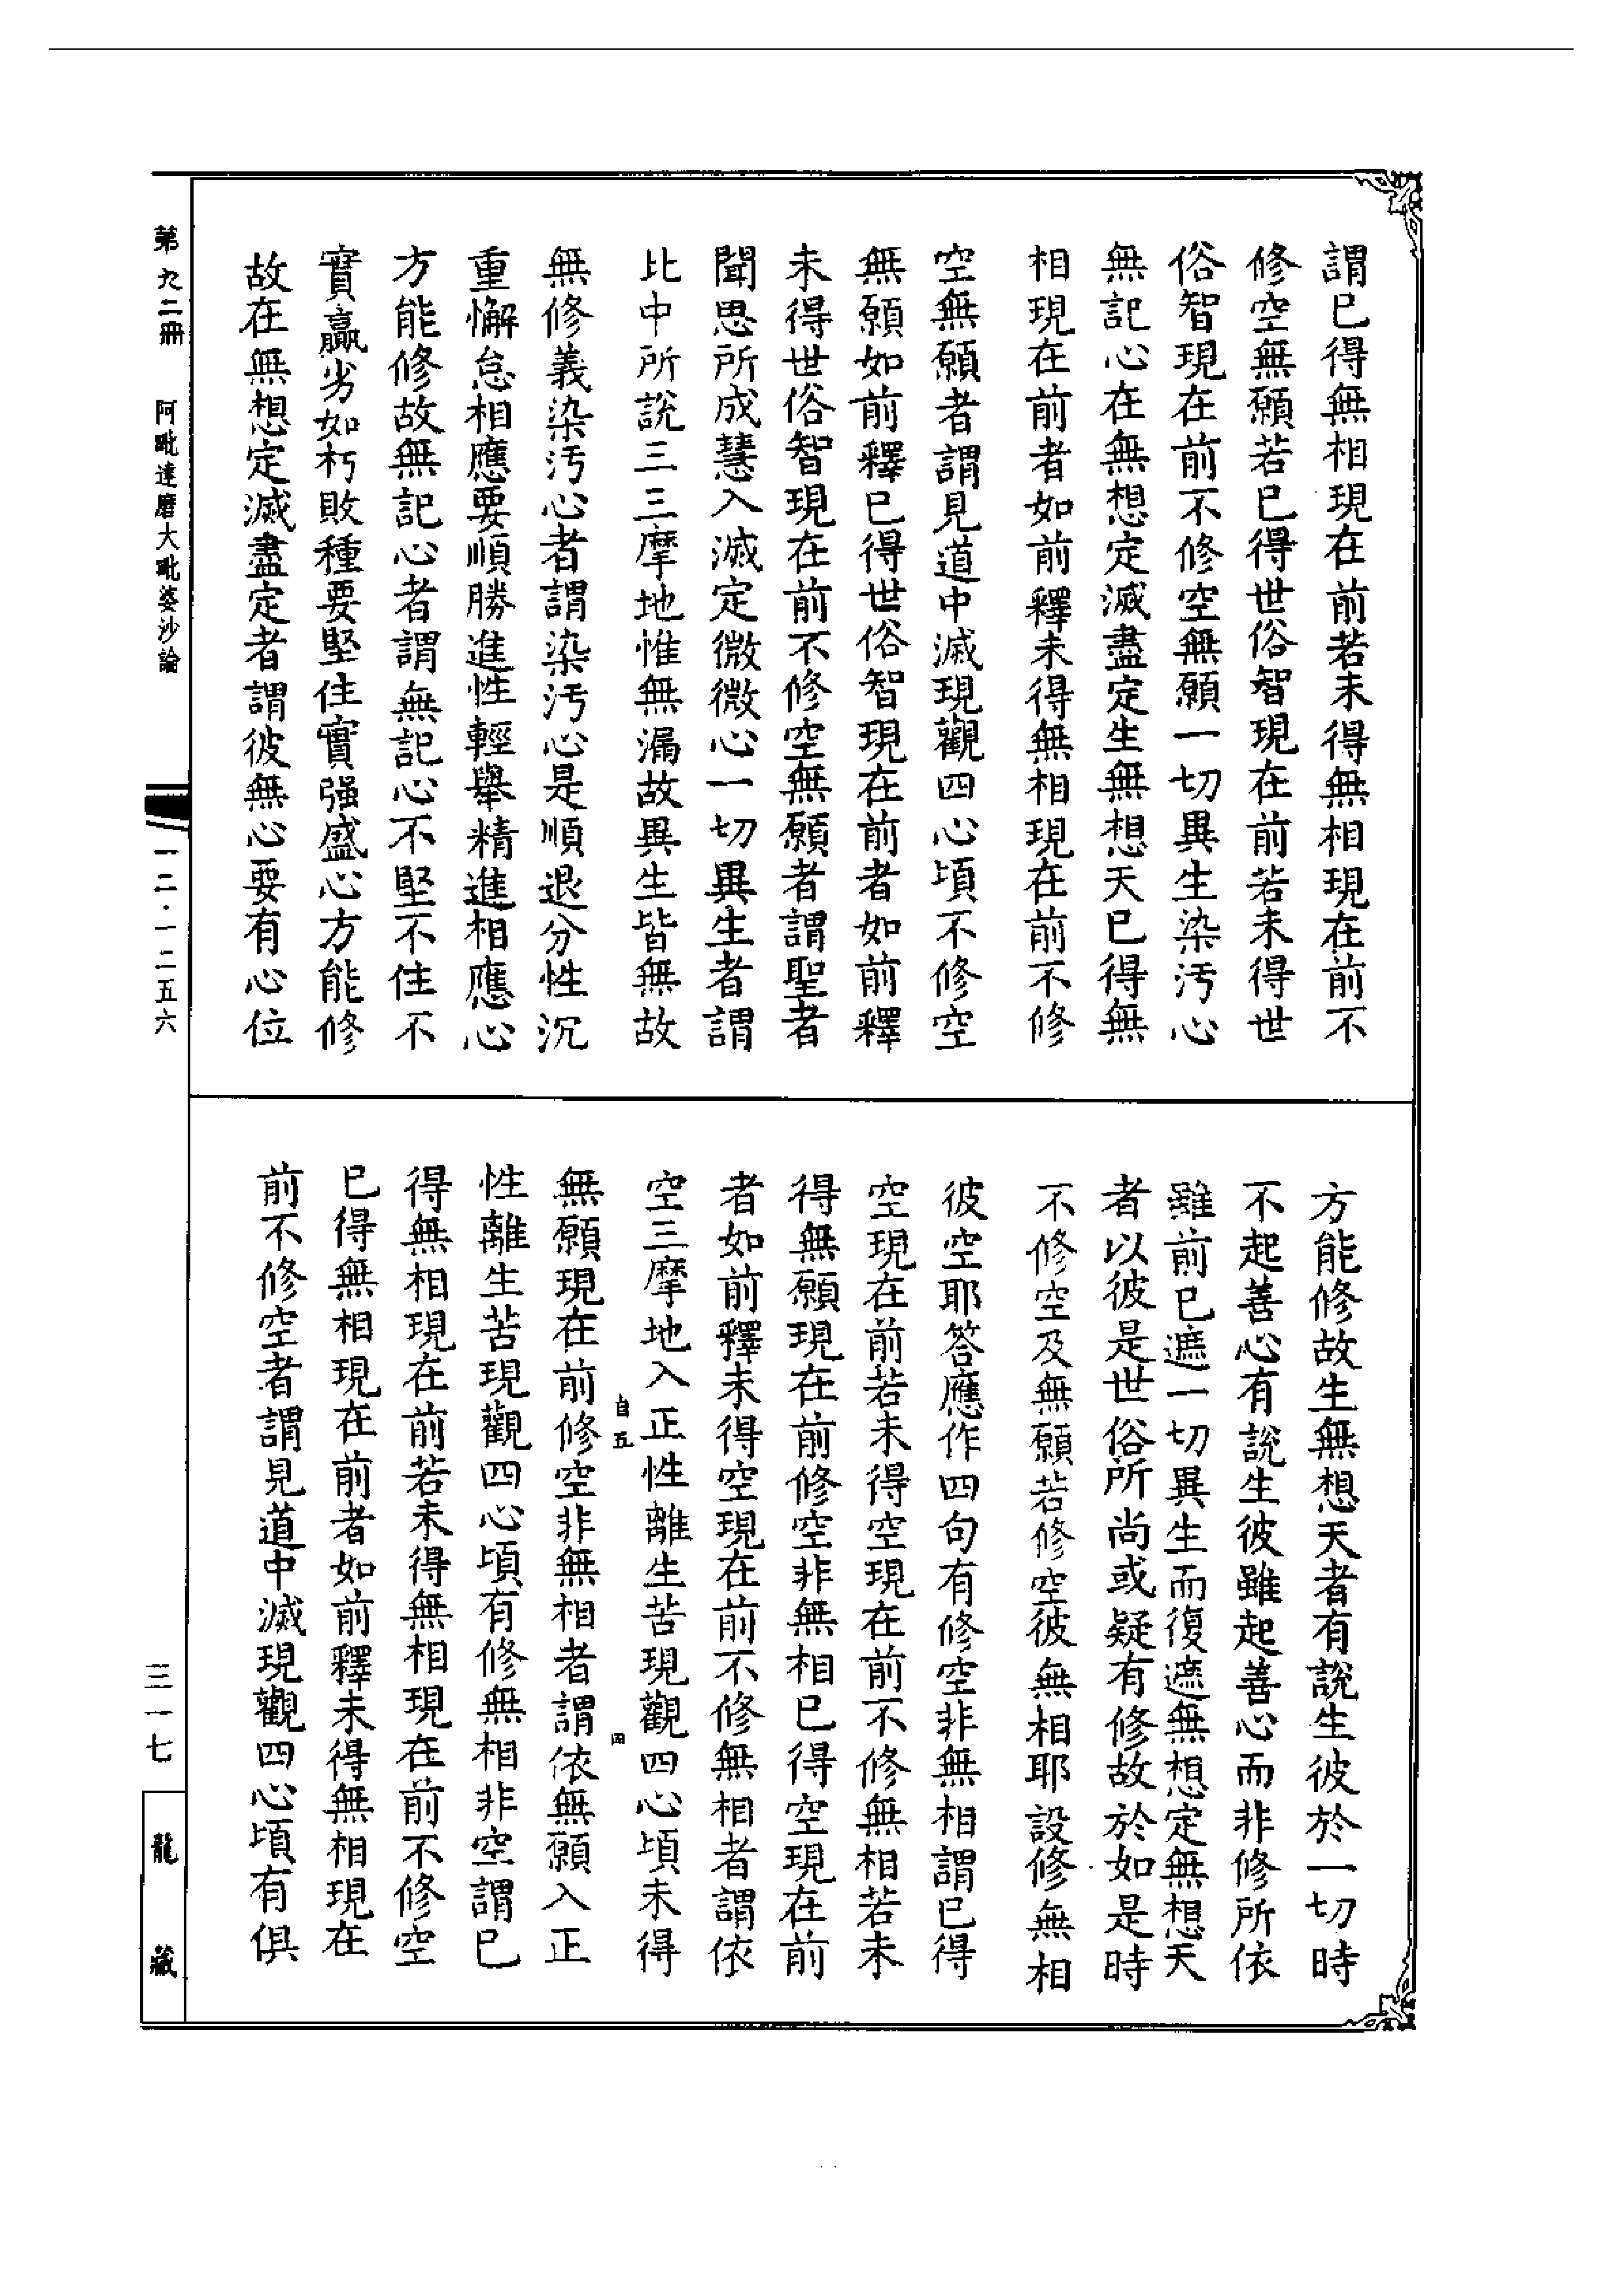 謂已得無相現在前若未得無相現在前不
修空無願若已得世俗智現在前若未得世
俗智現在前不修空無願一切異生染汚心
無記心在無想定滅盡定生無想天已得無
相現在前者如前釋未得無相現在前不修
空無願者謂見道中滅現觀四心頃不修空
無願如前釋已得世俗智現在前者如前釋
未得世俗智現在前不修空無願者謂聖者
聞思所成慧入滅定微微心一切異生者謂
此中所說三三摩地惟無漏故異生皆無故
無修義染汚心者謂染汚心是順退分性沉
重懈怠相應要順勝進性輕舉精進相應心
方能修故無記心者謂無記心不堅不住不
實羸劣如朽敗種要堅住實强盛心方能修
故在無想定滅盡定者謂彼無心要有心位
方能修故生無想天者有說生彼於一切時
不起善心有說生彼雖起善心而非修所依
雖前已遮一切異生而復遮無想定無想天
者以彼是世俗所尚或疑有修故於如是時
不修空及無願若修空彼無相耶設修無相
彼空耶答應作四句有修空非無相謂已得
空現在前若未得空現在前不修無相若未
得無願現在前修空非無相已得空現在前
者如前釋未得空現在前不修無相者謂依
空三摩地入正性離生苦現觀四心頃未得
無願現在前修空非無相者謂依無願入正
性離生苦現觀四心頃有修無相非空謂已
得無相現在前若未得無相現在前不修空
已得無相現在前者如前釋未得無相現在
前不修空者謂見道中滅現觀四心頃有俱
自五
四
第九二冊　阿毗達磨大毗婆沙論
一二·一二五六
三一七
龍藏